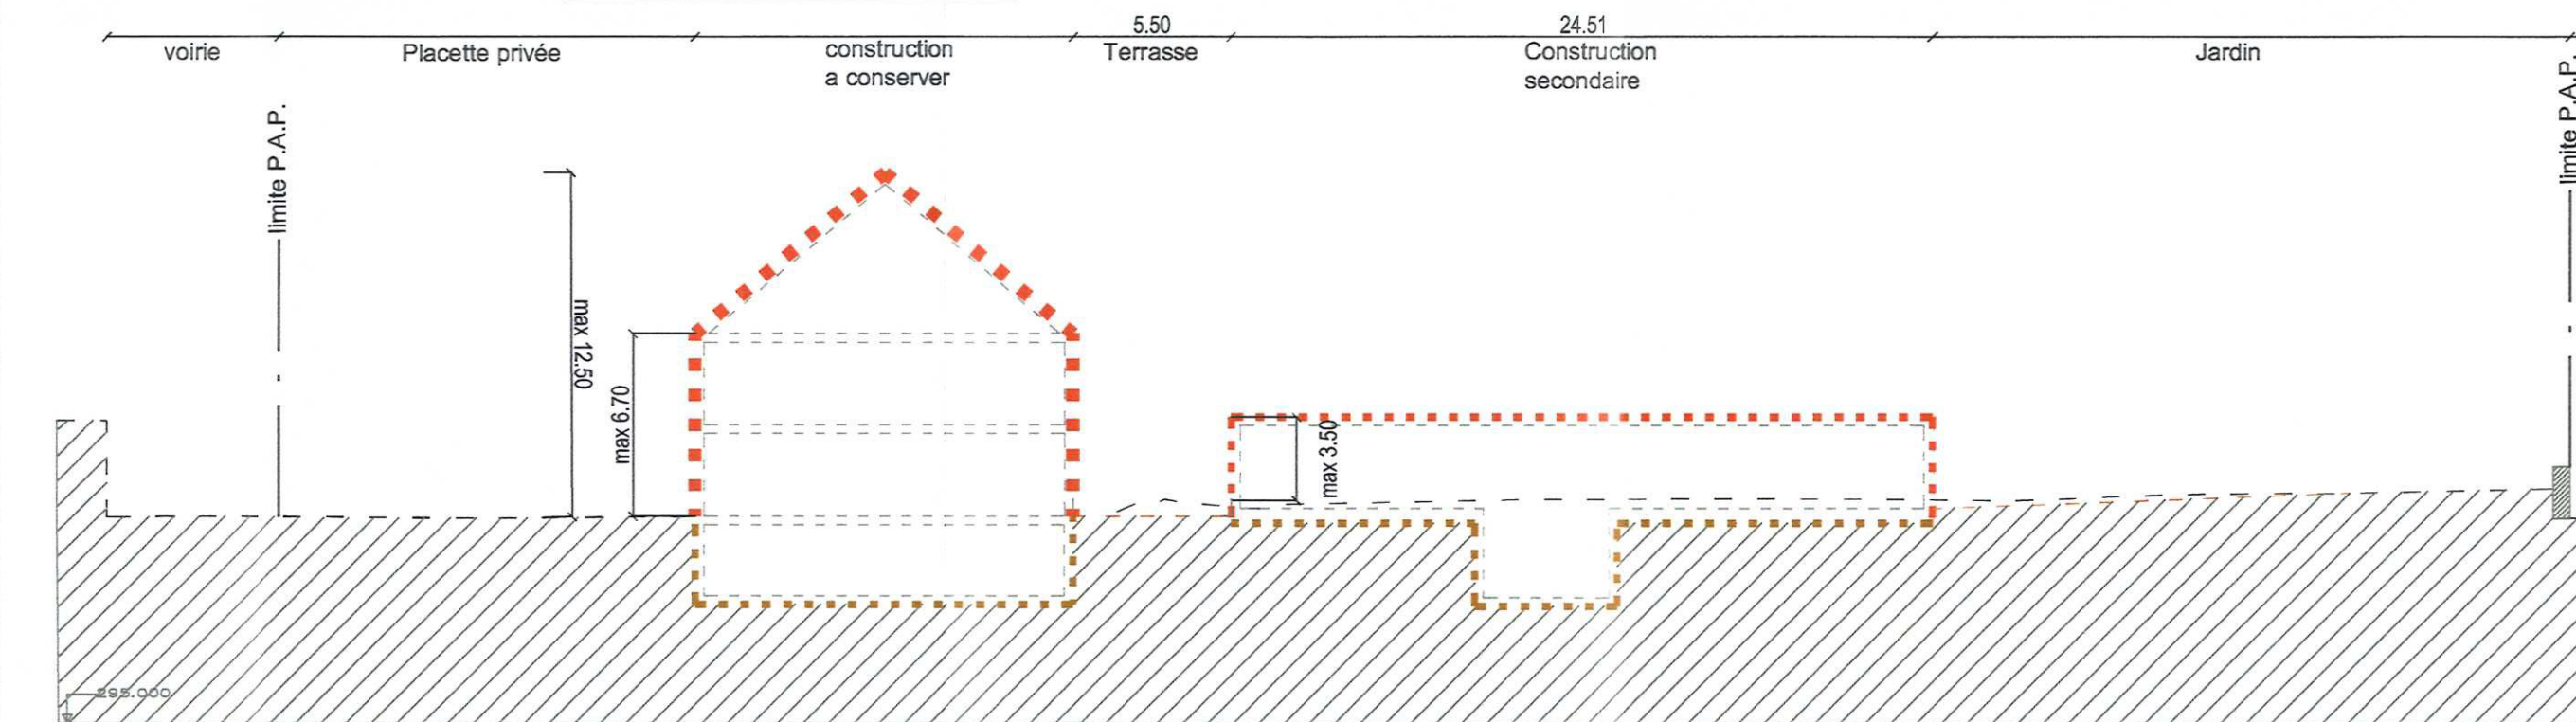 5.50
24.51
voirie
Placette privée
construction
a conserver
Terrasse
Construction
secondaire
Jardin
limite P.A.P.
limite P.A.P.
max 12.50
max 6.70
max 3.50
295.000